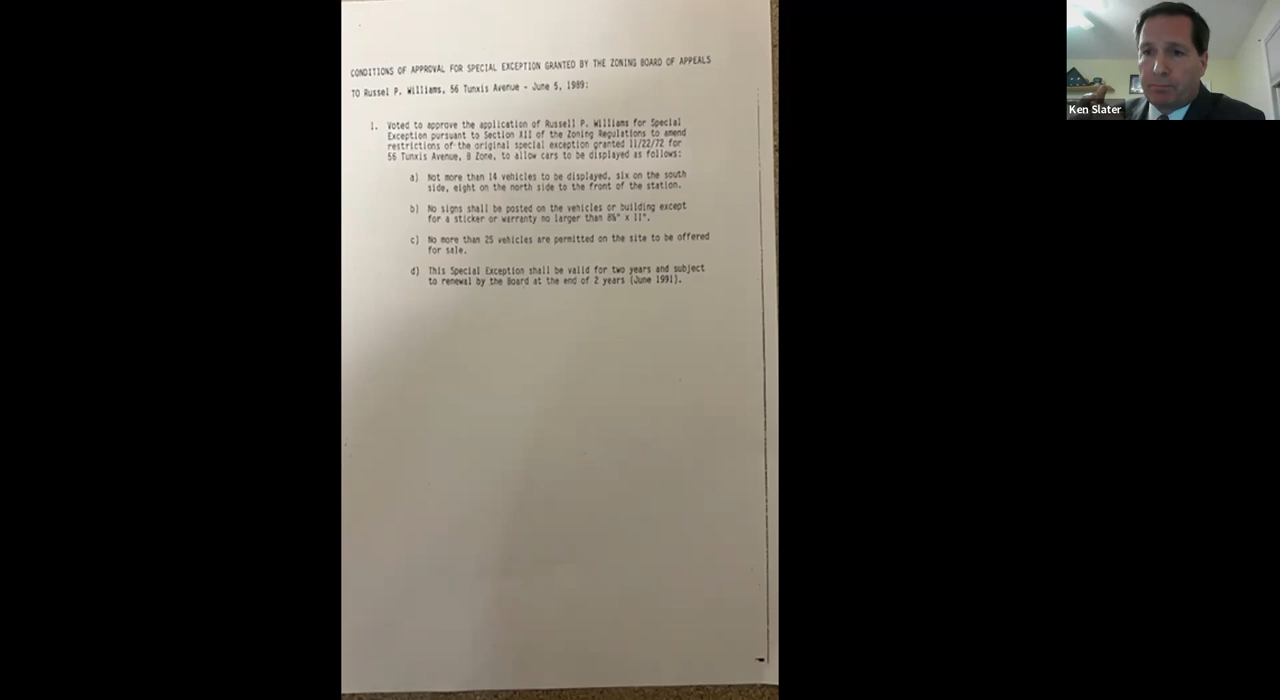 CONDITIONS OF APPROVAL FOR SPECIAL EXCEPTION GRANTED BY THE ZONING BOARD OF APPEALS
TO Russel P. Williams, 56 Tunxis Avenue - June 5, 1989:
1. Voted to approve the application of Russell P. Williams for Special
Exception pursuant to Section XII of the Zoning Regulations to amend
restrictions of the original special exception granted 11/22/72 for
56 Tunxis Avenue, B Zone, to allow cars to be displayed as follows:
a) Not more than 14 vehicles to be displayed, six on the south
side, eight on the north side to the front of the station.
b) No signs shall be posted on the vehicles or building except
for a sticker or warranty no larger than 8½" x 11".
c) No more than 25 vehicles are permitted on the site to be offered
for sale.
d) This Special Exception shall be valid for two years and subject
to renewal by the Board at the end of 2 years (June 1991).
Ken Slater